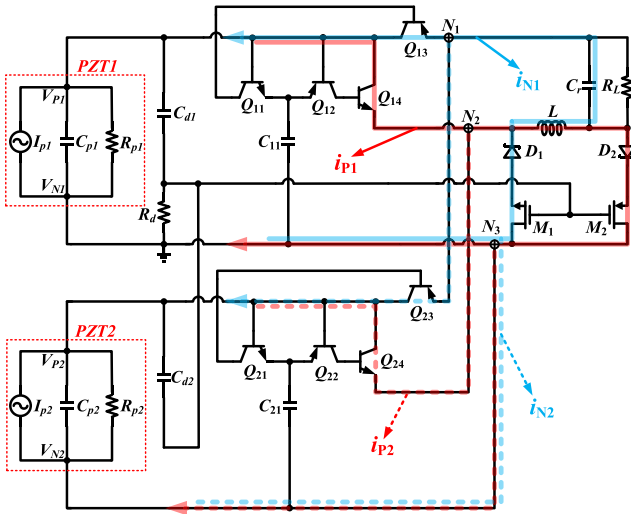 N1
Q13
iN1
PZT1
VP1
Cd1
Q11
Q12
Q14
Cr
RL
N2
L
Ip1
Cp1
Rp1
C11
iP1
D1
D2
VN1
Rd
N3
M1
M2
Q23
PZT2
VP2
Cd2
Q21
Q22
Q24
Ip2
Cp2
Rp2
C21
iN2
iP2
VN2